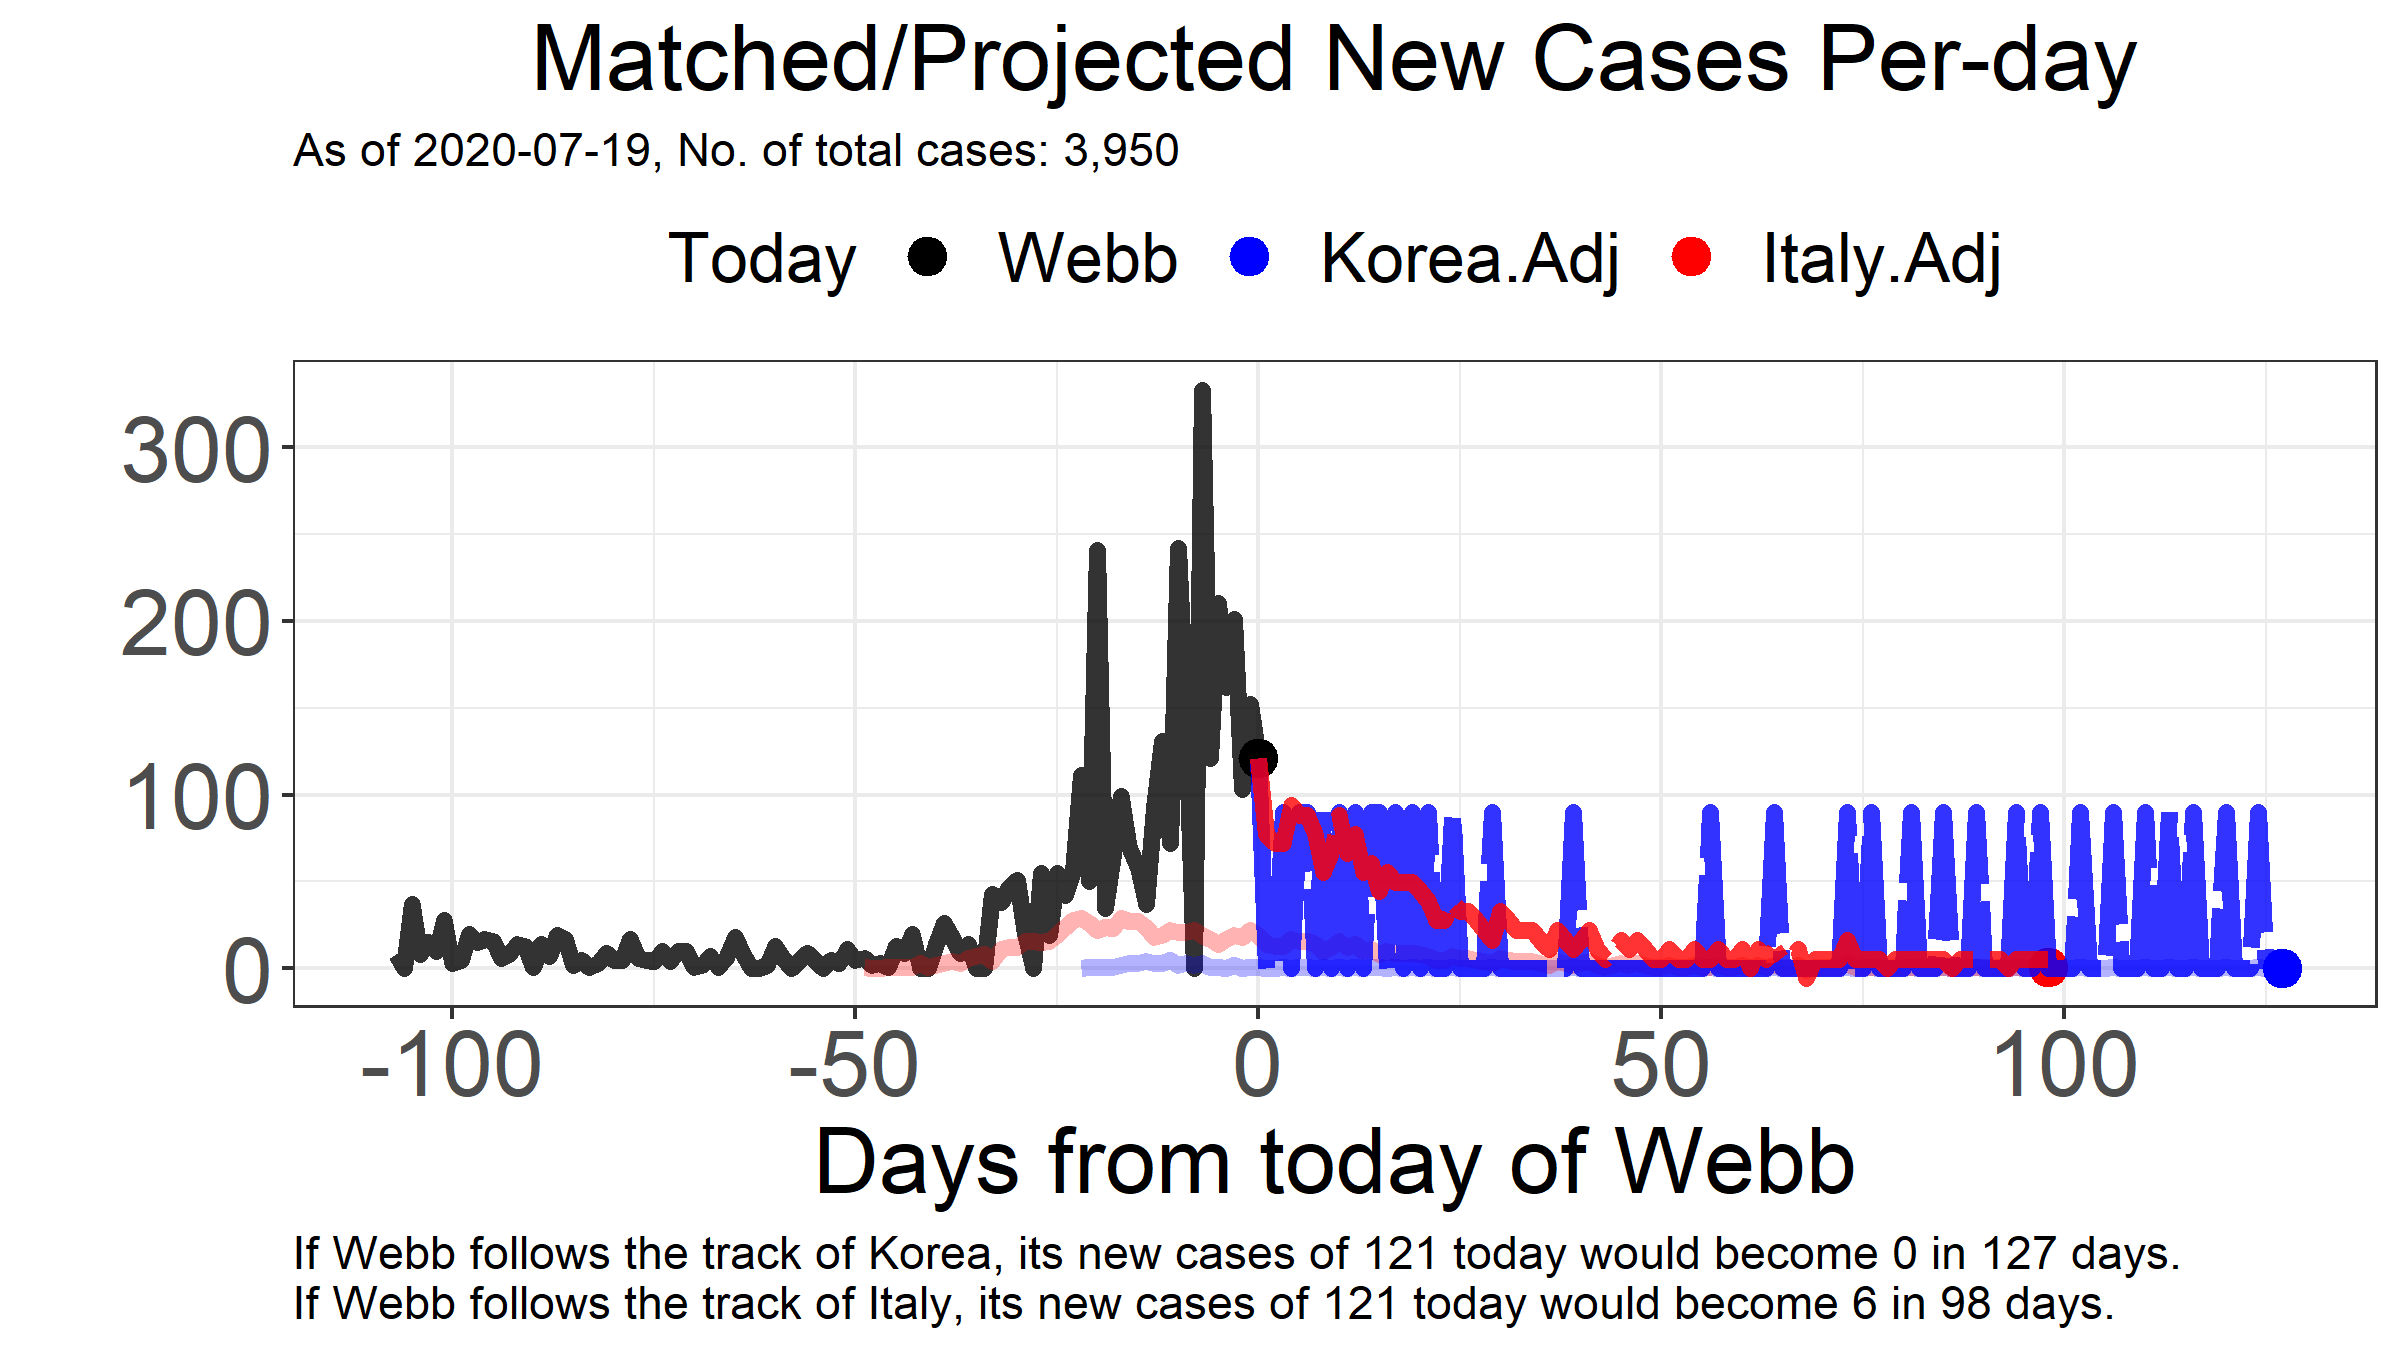 Matched/Projected New Cases Per-day
As of 2020-07-19, No. of total cases: 3,950
Today Webb Korea.Adj Italy.Adj
300
200
100
0
-100 -50 0 50 100
Days from today of Webb
If Webb follows the track of Korea, its new cases of 121 today would become 0 in 127 days.
If Webb follows the track of Italy, its new cases of 121 today would become 6 in 98 days.